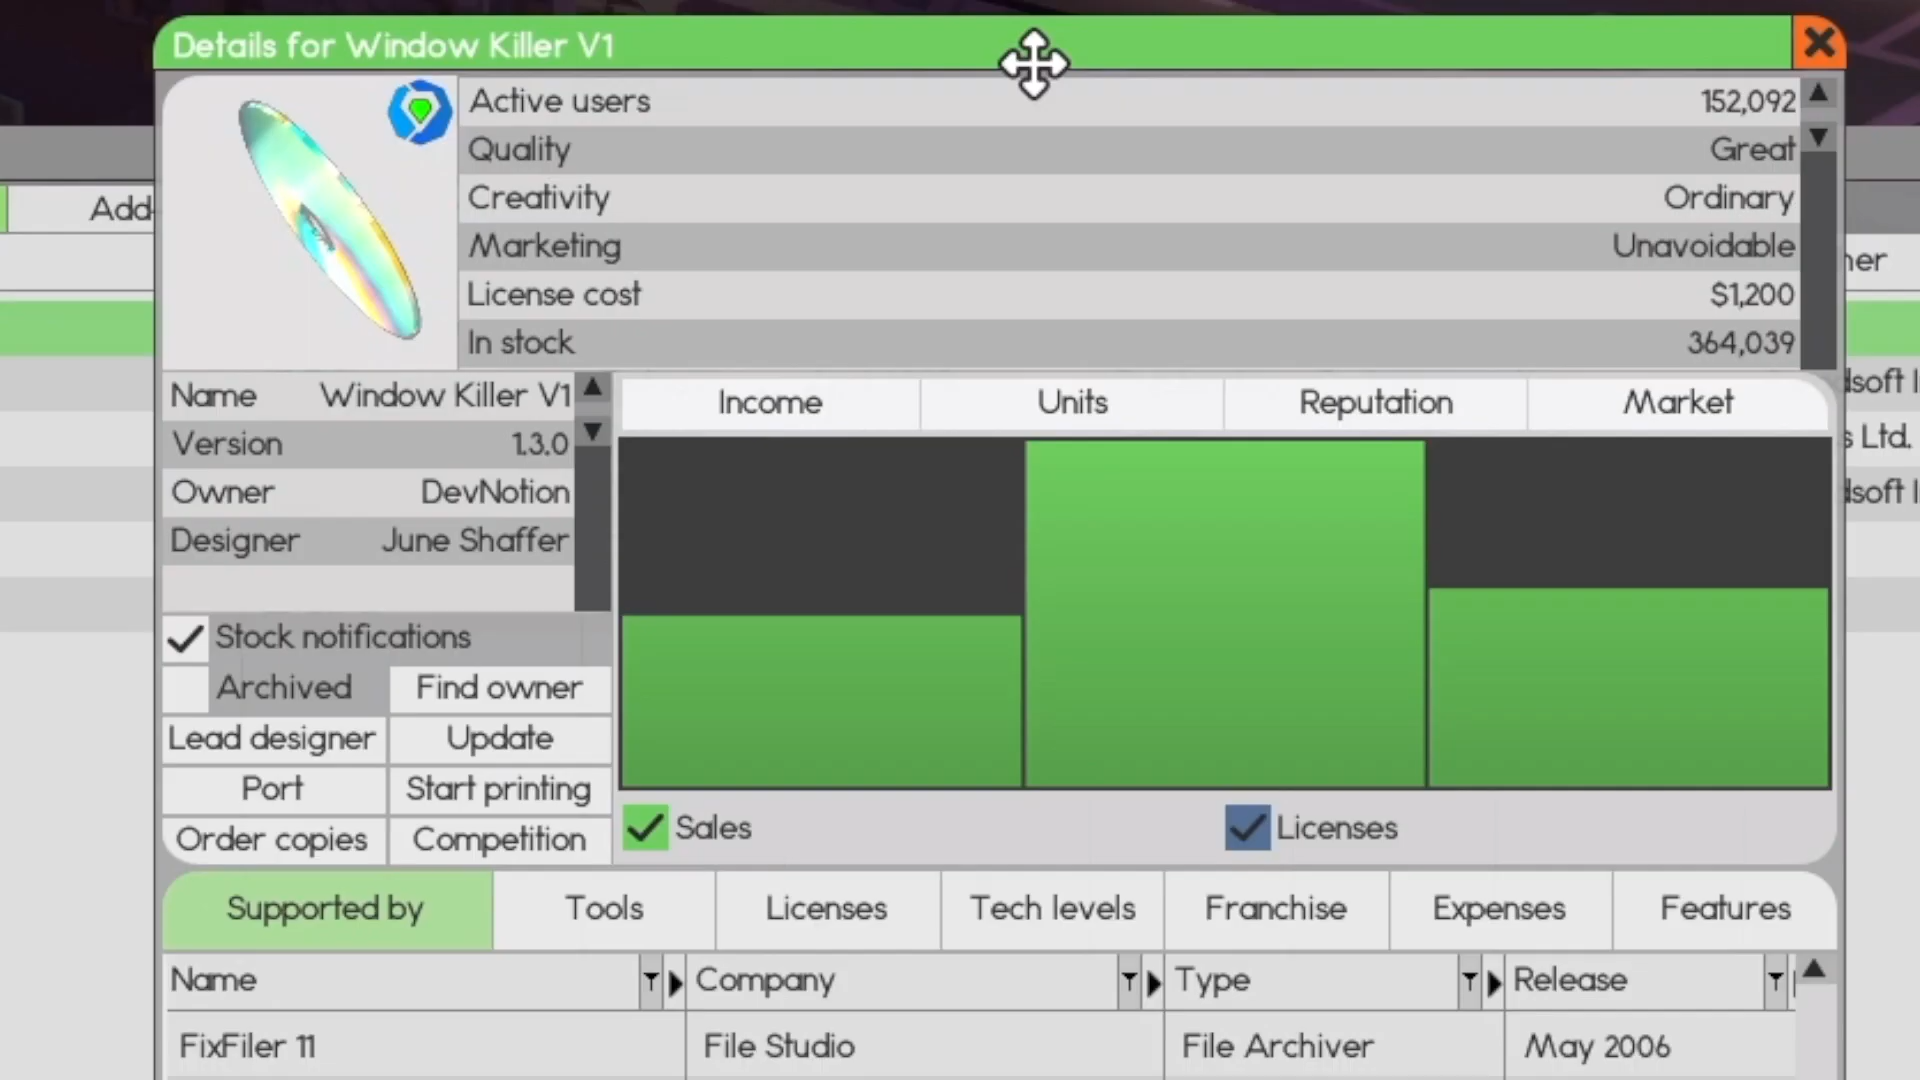 Details for Window Killer V1
Active users 152,092
Quality Great
Creativity Ordinary
Marketing Unavoidable
License cost $1,200
In stock 364,039
Add
ner
dsoft I
s Ltd.
dsoft I
Name Window Killer V1
Version 1.3.0
Owner DevNotion
Designer June Shaffer
Income Units Reputation Market
Stock notifications
Archived Find owner
Lead designer Update
Port Start printing
Order copies Competition
Sales Licenses
Supported by Tools Licenses Tech levels Franchise Expenses Features
Name Company Type Release
FixFiler 11 File Studio File Archiver May 2006